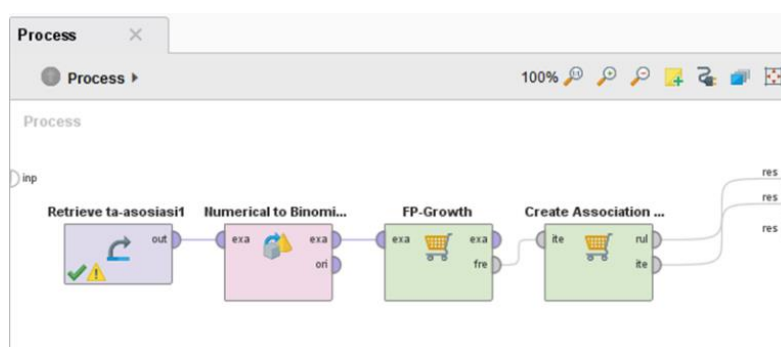 Process
Process
100%
Process
inp
res
res
res
Retrieve ta-asosiasi1
Numerical to Binomi...
FP-Growth
Create Association ...
out
exa
exa
ori
exa
exa
fre
ite
rul
ite